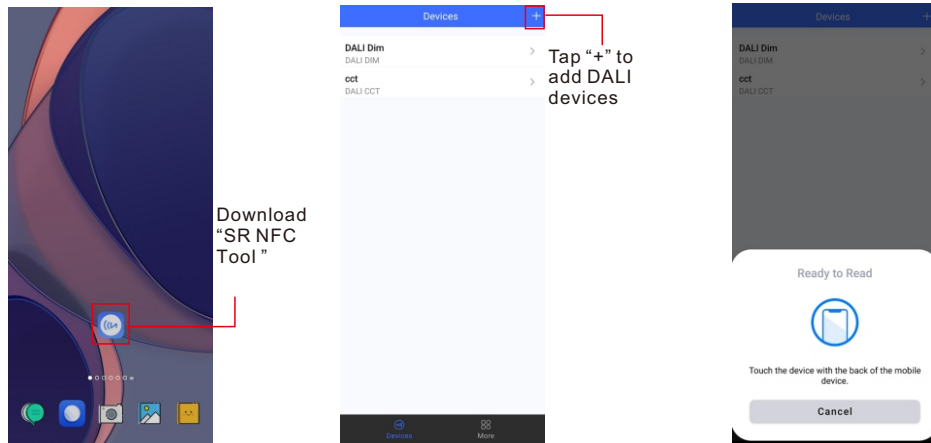 Download
“SR NFC
Tool ”
Devices
+
DALI Dim
DALI DIM
cct
DALI CCT
Devices
More
Tap “+” to
add DALI
devices
Devices
+
DALI Dim
DALI DIM
cct
DALI CCT
Ready to Read
Touch the device with the back of the mobile
device.
Cancel